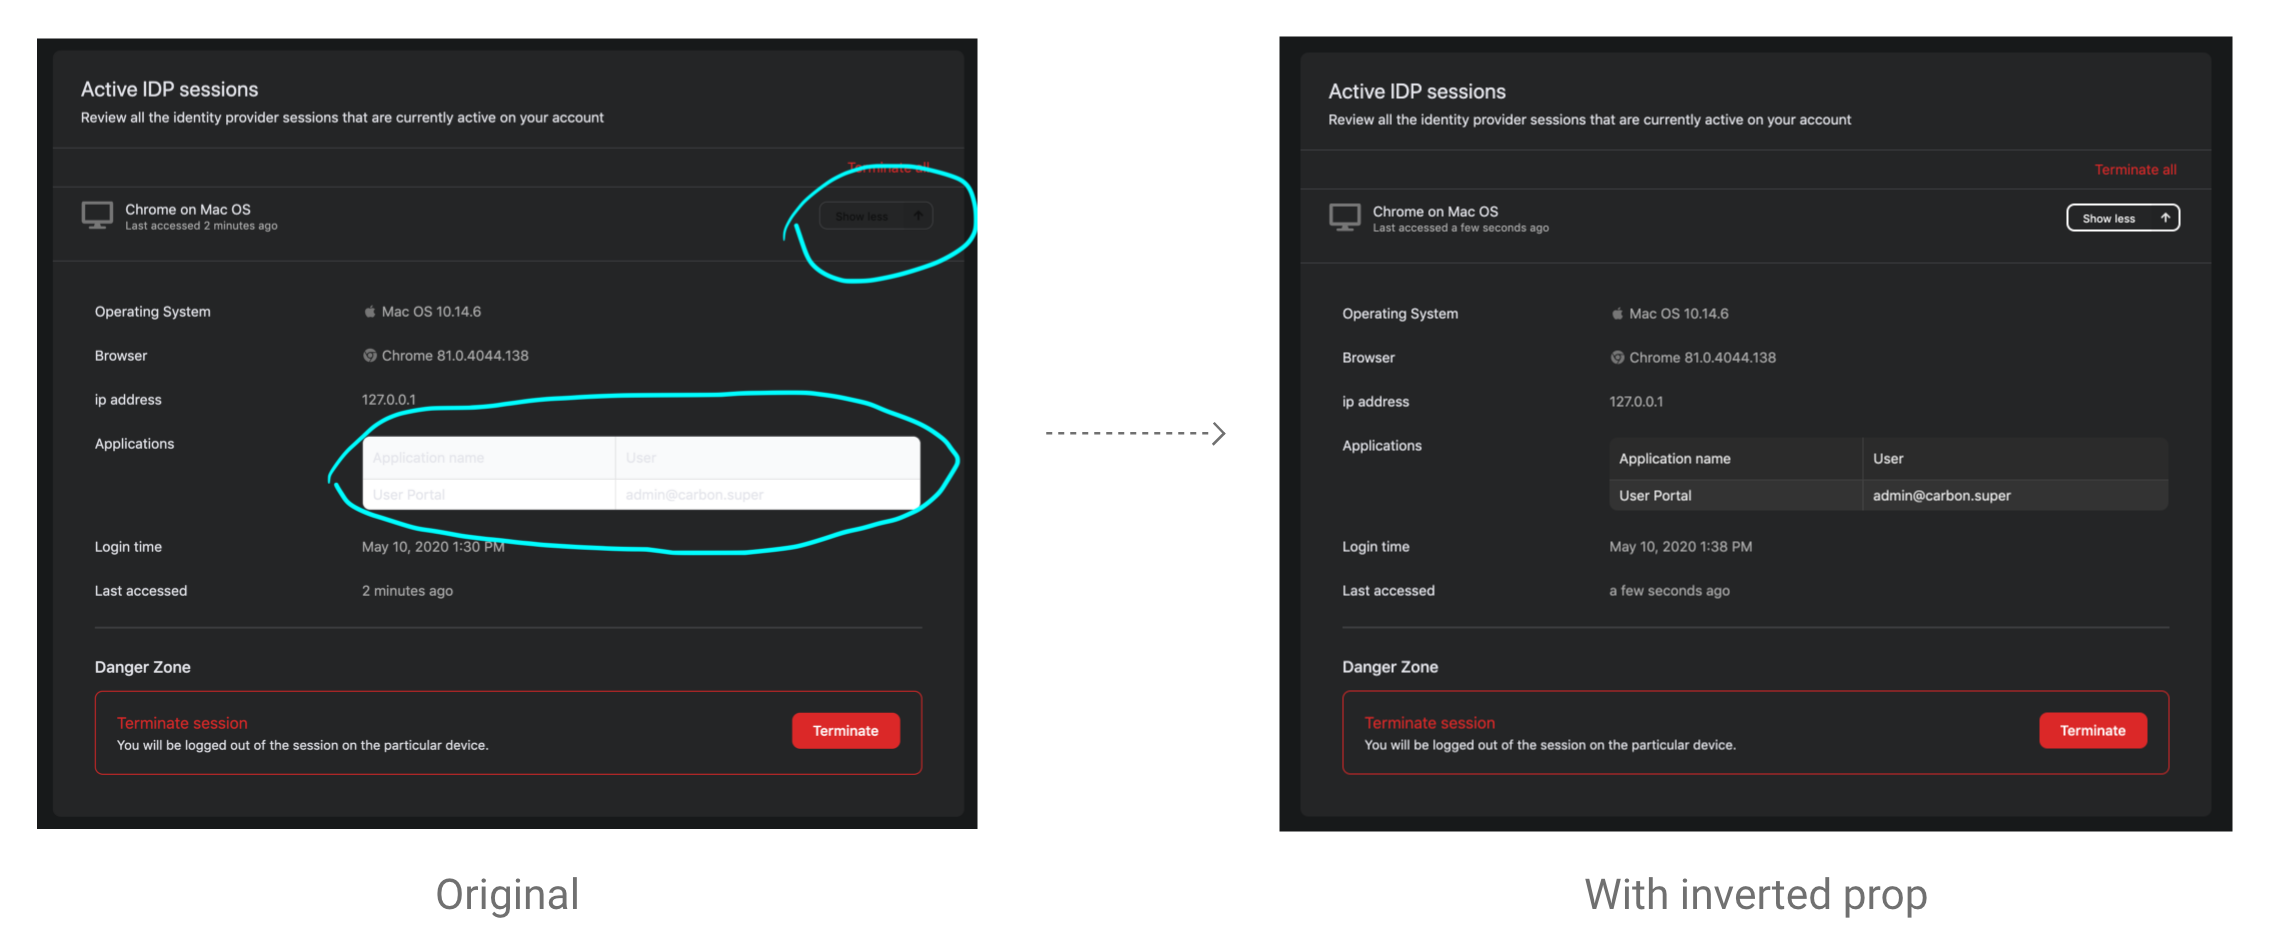 Active IDP sessions
Review all the identity provider sessions that are currently active on your account
Terminate all
Chrome on Mac OS
Last accessed 2 minutes ago
Show less
Operating System
Mac OS 10.14.6
Browser
Chrome 81.0.4044.138
ip address
127.0.0.1
Applications
Application name
User
User Portal
admin@carbon.super
Login time
May 10, 2020 1:30 PM
Last accessed
2 minutes ago
Danger Zone
Terminate session
You will be logged out of the session on the particular device.
Terminate
Original
Active IDP sessions
Review all the identity provider sessions that are currently active on your account
Terminate all
Chrome on Mac OS
Last accessed a few seconds ago
Show less
Operating System
Mac OS 10.14.6
Browser
Chrome 81.0.4044.138
ip address
127.0.0.1
Applications
Application name
User
User Portal
admin@carbon.super
Login time
May 10, 2020 1:38 PM
Last accessed
a few seconds ago
Danger Zone
Terminate session
You will be logged out of the session on the particular device.
Terminate
With inverted prop